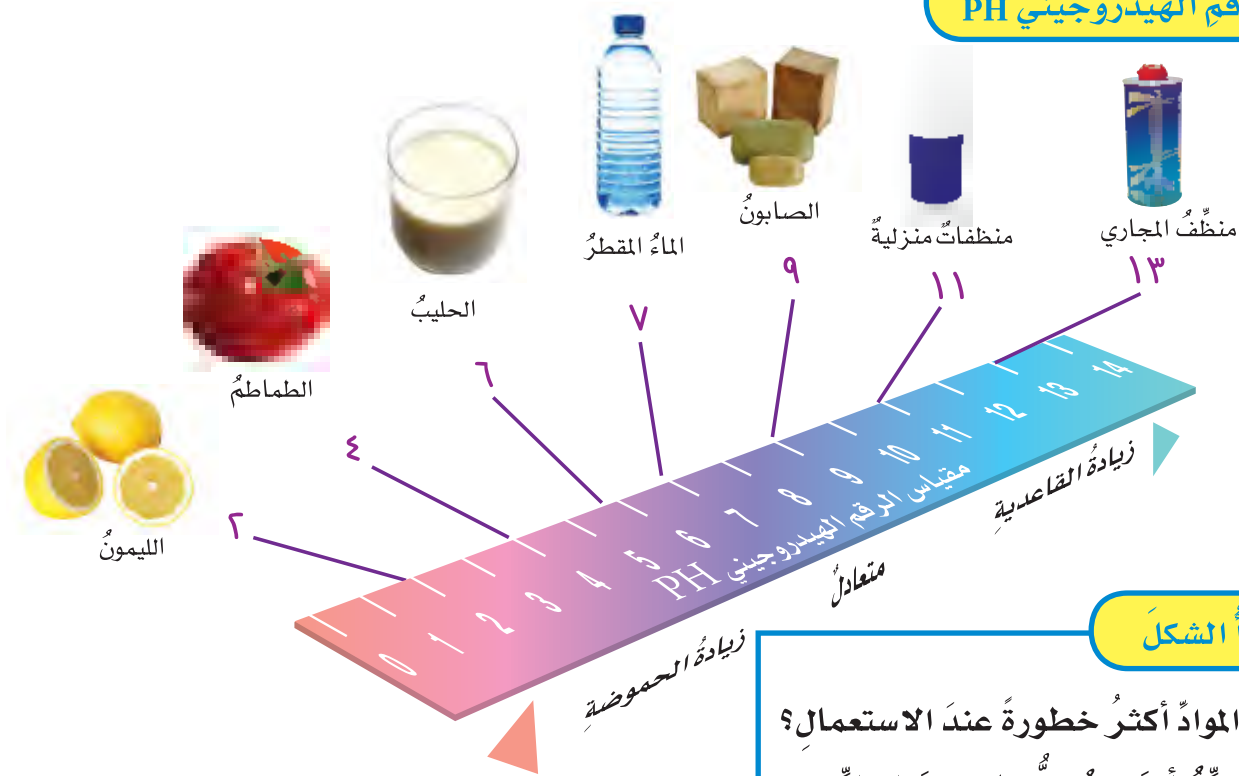 الهيدروجيني PH
منظِّفُ المجاري
١٣
منظفاتٌ منزليةٌ
١١
الصابونُ
٩
الماءُ المقطرُ
٧
الحليبُ
٦
الطماطمُ
٤
الليمونُ
٢
0 1 2 3 4 5 6 7 8 9 10 11 12 13 14
مقياس الرقم الهيدروجيني PH
زيادةُ الحموضةِ
متعادلٌ
زيادةُ القاعديةِ
الشكلَ
الموادِّ أكثرُ خطورةً عندَ الاستعمالِ؟